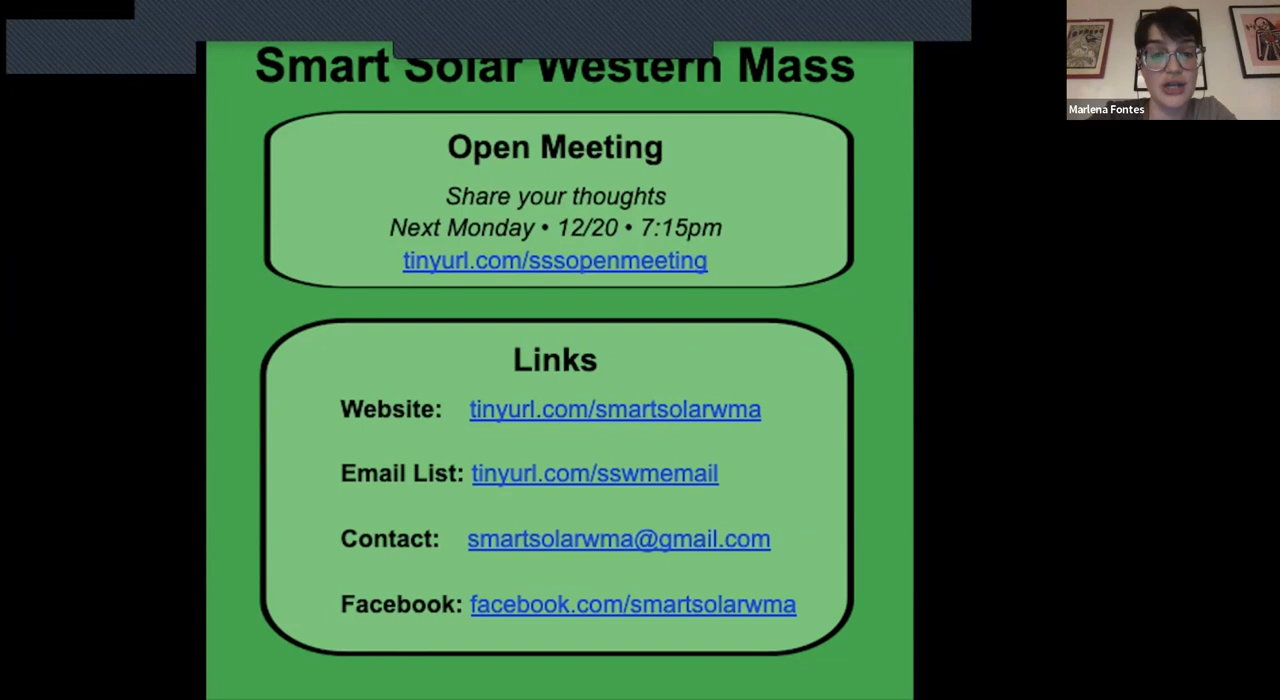 Smart Solar Western Mass
Marlena Fontes
Open Meeting
Share your thoughts
Next Monday • 12/20 • 7:15pm
tinyurl.com/sssopenmeeting
Links
Website: tinyurl.com/smartsolarwma
Email List: tinyurl.com/sswmemail
Contact: smartsolarwma@gmail.com
Facebook: facebook.com/smartsolarwma